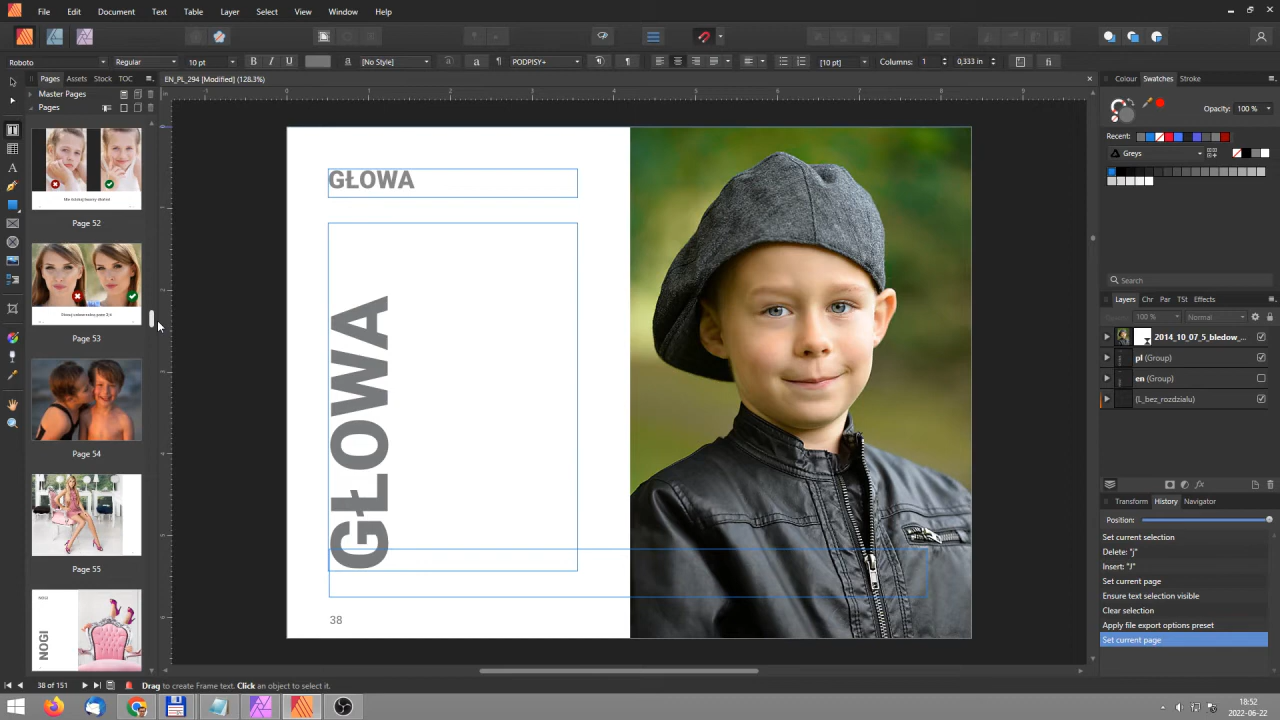 File Edit Document Text Table Layer Select View Window Help
Roboto Regular 10 pt B I U a [No Style] a a ¶ PODPISY+ ¶ [10 pt] Columns: 1 0,333 in
Pages Assets Stock TOC
EN_PL_294 [Modified] (128.3%)
Master Pages
Pages
Page 52
Page 53
Page 54
Page 55
NOGI
GŁOWA
GŁOWA
38
Colour Swatches Stroke
Opacity: 100 %
Recent:
Greys
Search
Layers Chr Par TSt Effects
Opacity: 100 % Normal
2014_10_07_5_bledow_...
pl (Group)
en (Group)
(L_bez_rozdzialu)
Transform History Navigator
Position:
Set current selection
Delete: "j"
Insert: "J"
Set current page
Ensure text selection visible
Clear selection
Apply file export options preset
Set current page
38 of 151
Drag to create Frame text. Click an object to select it.
18:52
2022-06-22